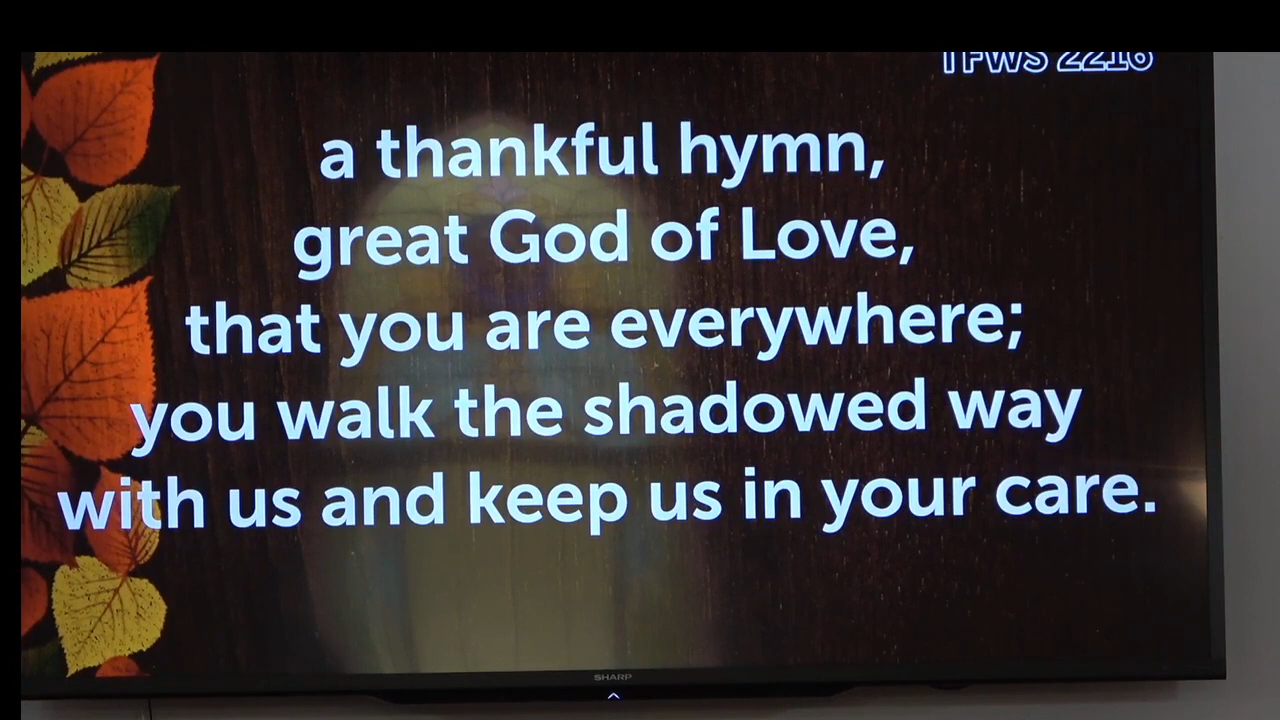 TFWS 2216
a thankful hymn,
great God of Love,
that you are everywhere;
you walk the shadowed way
with us and keep us in your care.
SHARP